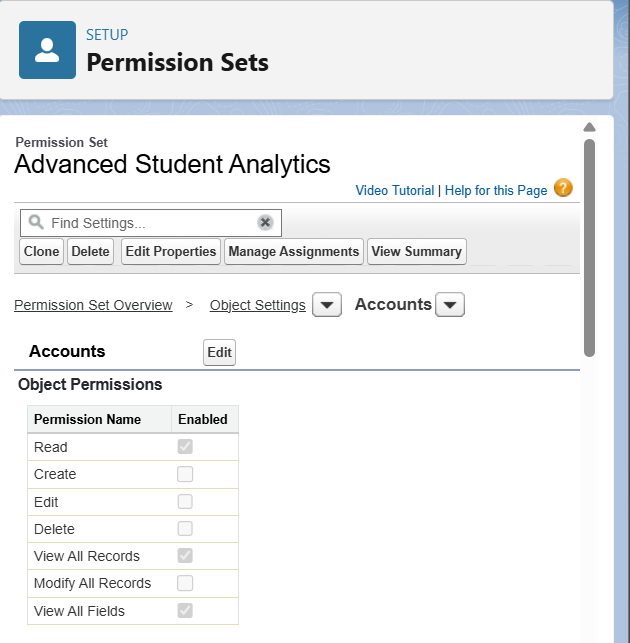 SETUP
Permission Sets
Permission Set
Advanced Student Analytics
Video Tutorial | Help for this Page ?
Find Settings...
Clone Delete Edit Properties Manage Assignments View Summary
Permission Set Overview > Object Settings Accounts
Accounts Edit
Object Permissions
Permission Name Enabled
Read
Create
Edit
Delete
View All Records
Modify All Records
View All Fields